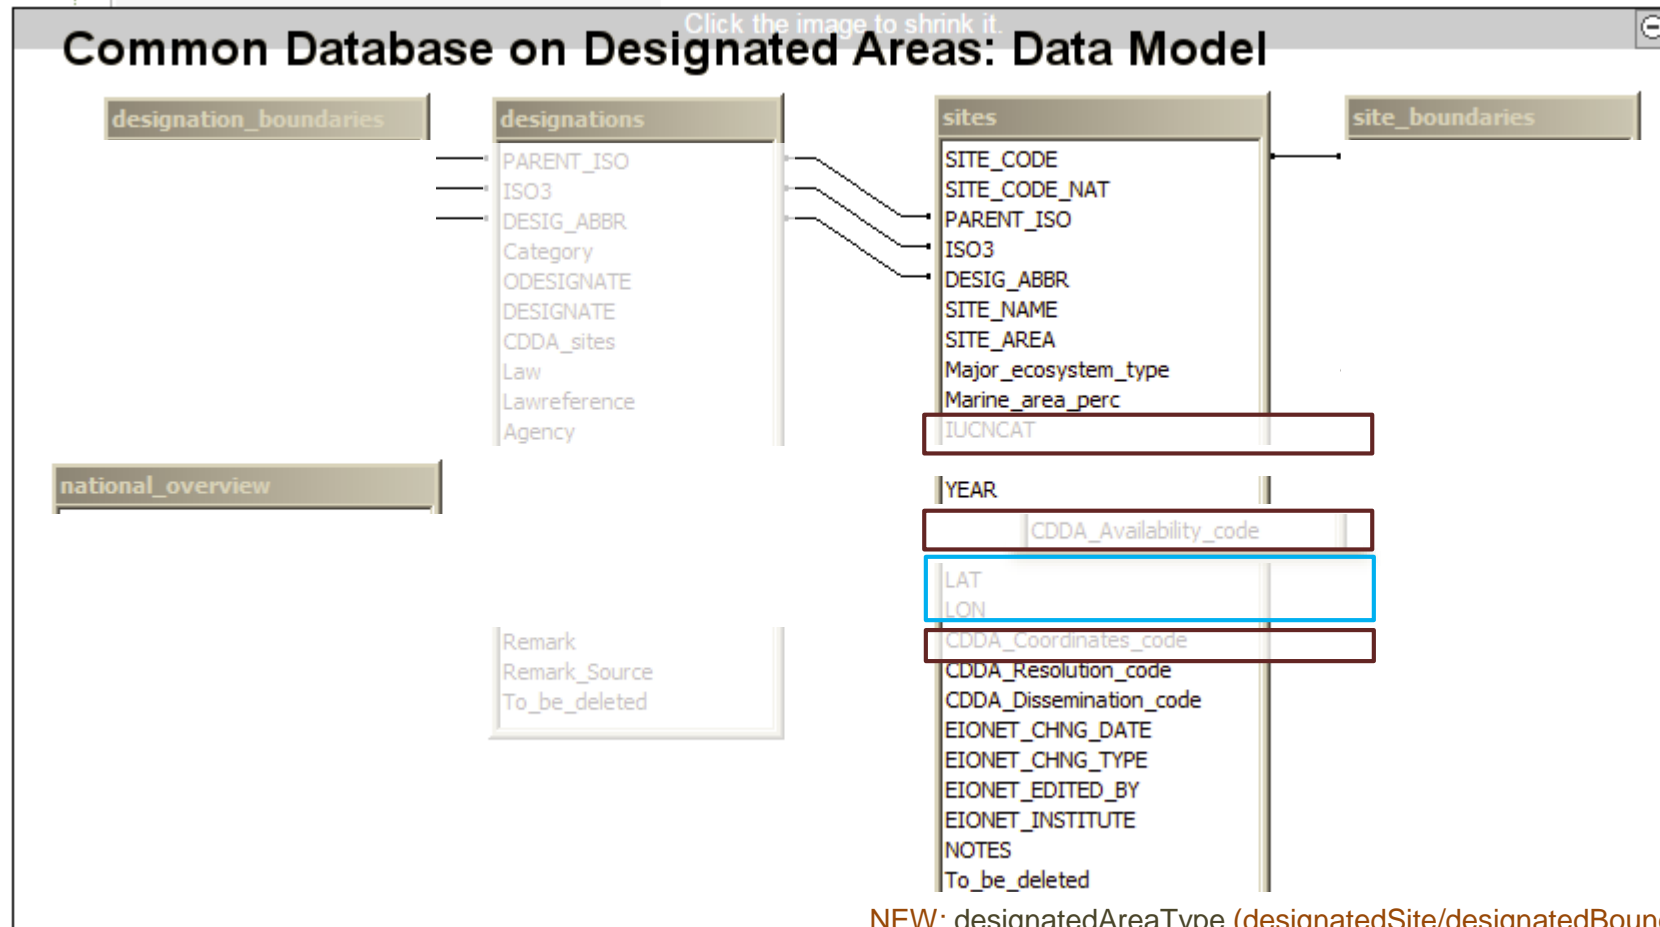 Click the image to shrink it.
Common Database on Designated Areas: Data Model
designation_boundaries
designations
PARENT_ISO
ISO3
DESIG_ABBR
Category
ODESIGNATE
DESIGNATE
CDDA_sites
Law
Lawreference
Agency
Remark
Remark_Source
To_be_deleted
sites
SITE_CODE
SITE_CODE_NAT
PARENT_ISO
ISO3
DESIG_ABBR
SITE_NAME
SITE_AREA
Major_ecosystem_type
Marine_area_perc
IUCNCAT
YEAR
CDDA_Availability_code
LAT
LON
CDDA_Coordinates_code
CDDA_Resolution_code
CDDA_Dissemination_code
EIONET_CHNG_DATE
EIONET_CHNG_TYPE
EIONET_EDITED_BY
EIONET_INSTITUTE
NOTES
To_be_deleted
site_boundaries
national_overview
NEW: designatedAreaType (designatedSite/designatedBoun